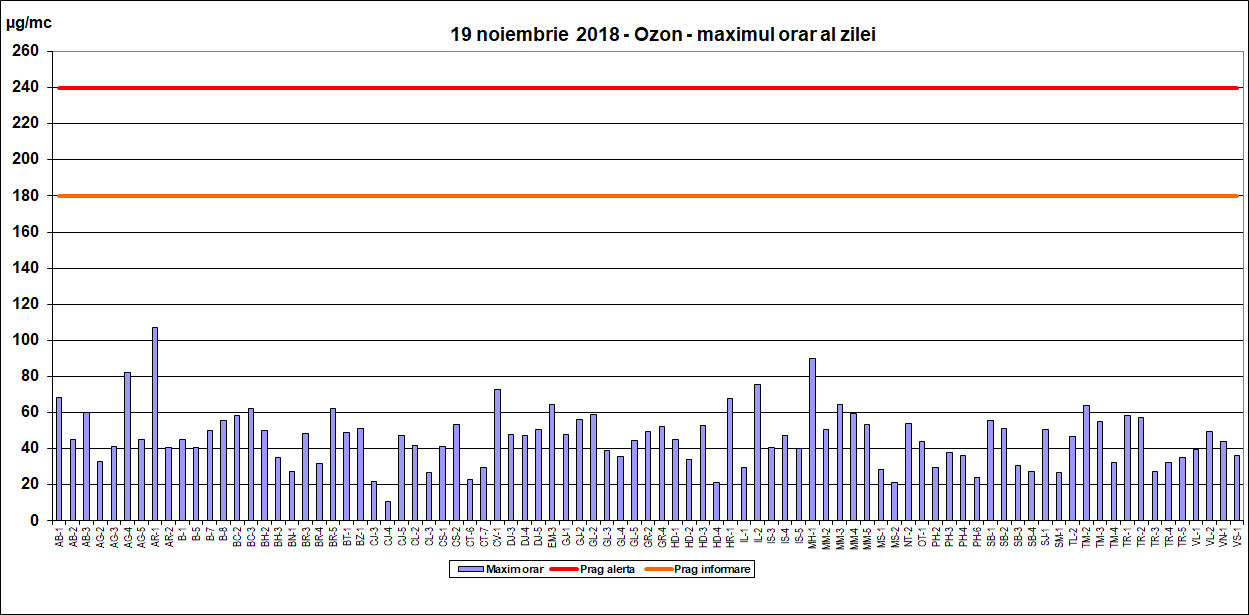 µg/mc
19 noiembrie 2018 - Ozon - maximul orar al zilei
260
240
220
200
180
160
140
120
100
80
60
40
20
0
AB-1
AB-2
AB-3
AG-2
AG-3
AG-4
AG-5
AR-1
AR-2
B-1
B-5
B-7
B-8
BC-2
BC-3
BH-2
BH-3
BN-1
BR-3
BR-4
BR-5
BT-1
BZ-1
CJ-3
CJ-4
CJ-5
CL-2
CL-3
CS-1
CS-2
CT-6
CT-7
CV-1
DJ-3
DJ-4
DJ-5
EM-3
GJ-1
GJ-2
GL-2
GL-3
GL-4
GL-5
GR-2
GR-4
HD-1
HD-2
HD-3
HD-4
HR-1
IL-1
IL-2
IS-3
IS-4
IS-5
MH-1
MM-2
MM-3
MM-4
MM-5
MS-1
MS-2
NT-2
OT-1
PH-2
PH-3
PH-4
PH-6
SB-1
SB-2
SB-3
SB-4
SJ-1
SM-1
TL-2
TM-2
TM-3
TM-4
TR-1
TR-2
TR-3
TR-4
TR-5
VL-1
VL-2
VN-1
VS-1
Maxim orar Prag alerta Prag informare